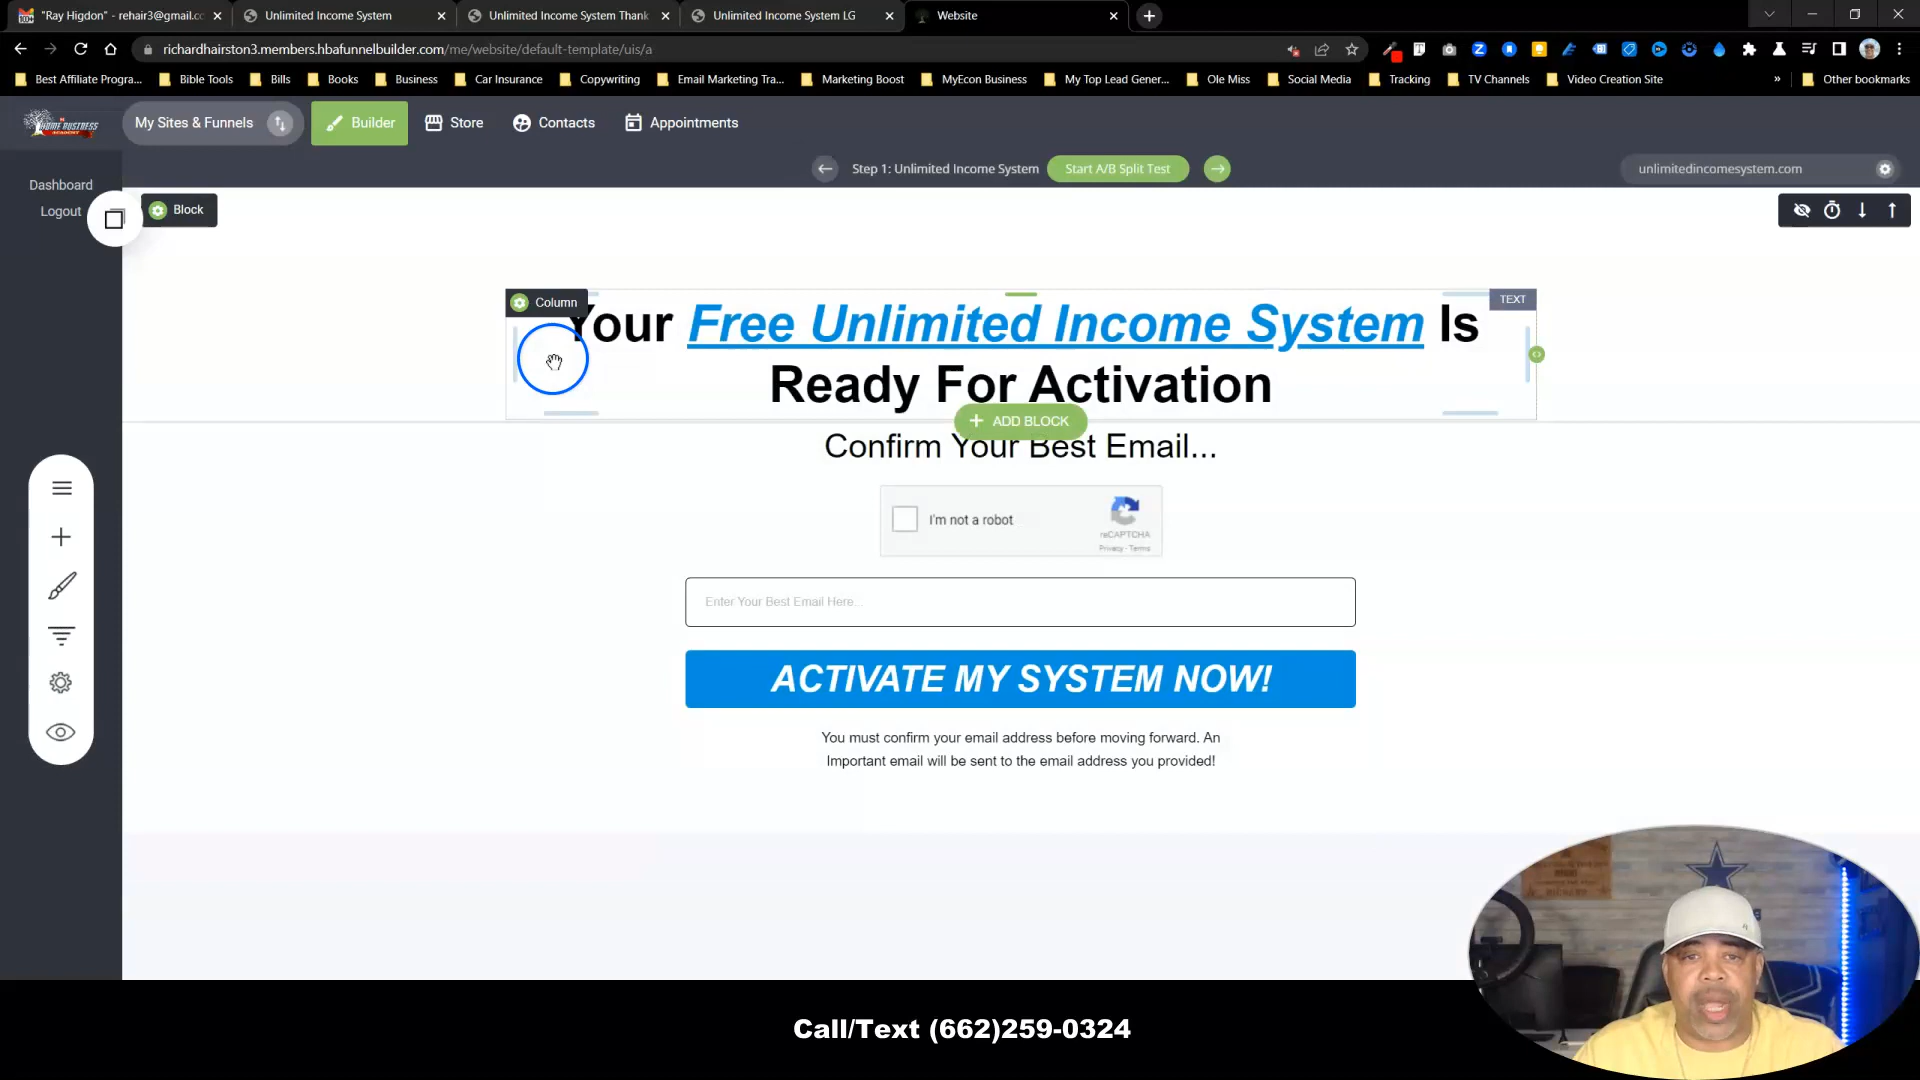 "Ray Higdon" - rehair3@gmail.co
Unlimited Income System
Unlimited Income System Thank
Unlimited Income System LG
Website
richardhairston3.members.hbafunnelbuilder.com/me/website/default-template/uis/a
Best Affiliate Progra...
Bible Tools
Bills
Books
Business
Car Insurance
Copywriting
Email Marketing Tra...
Marketing Boost
MyEcon Business
My Top Lead Gener...
Ole Miss
Social Media
Tracking
TV Channels
Video Creation Site
»
Other bookmarks
HOME BUSINESS
ACADEMY
My Sites & Funnels
Builder
Store
Contacts
Appointments
Step 1: Unlimited Income System
Start A/B Split Test
unlimitedincomesystem.com
Dashboard
Logout
Block
Column
TEXT
Your Free Unlimited Income System Is
Ready For Activation
+ ADD BLOCK
Confirm Your Best Email...
I'm not a robot
reCAPTCHA
Privacy - Terms
Enter Your Best Email Here...
ACTIVATE MY SYSTEM NOW!
You must confirm your email address before moving forward. An
Important email will be sent to the email address you provided!
Call/Text (662)259-0324